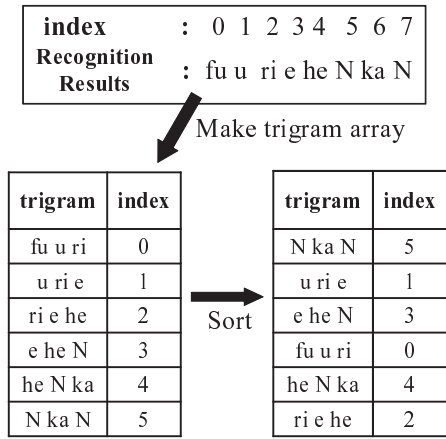 index : 0 1 2 3 4 5 6 7
Recognition Results : fu u ri e he N ka N
Make trigram array
trigram index
fu u ri 0
u ri e 1
ri e he 2
e he N 3
he N ka 4
N ka N 5
Sort
trigram index
N ka N 5
u ri e 1
e he N 3
fu u ri 0
he N ka 4
ri e he 2